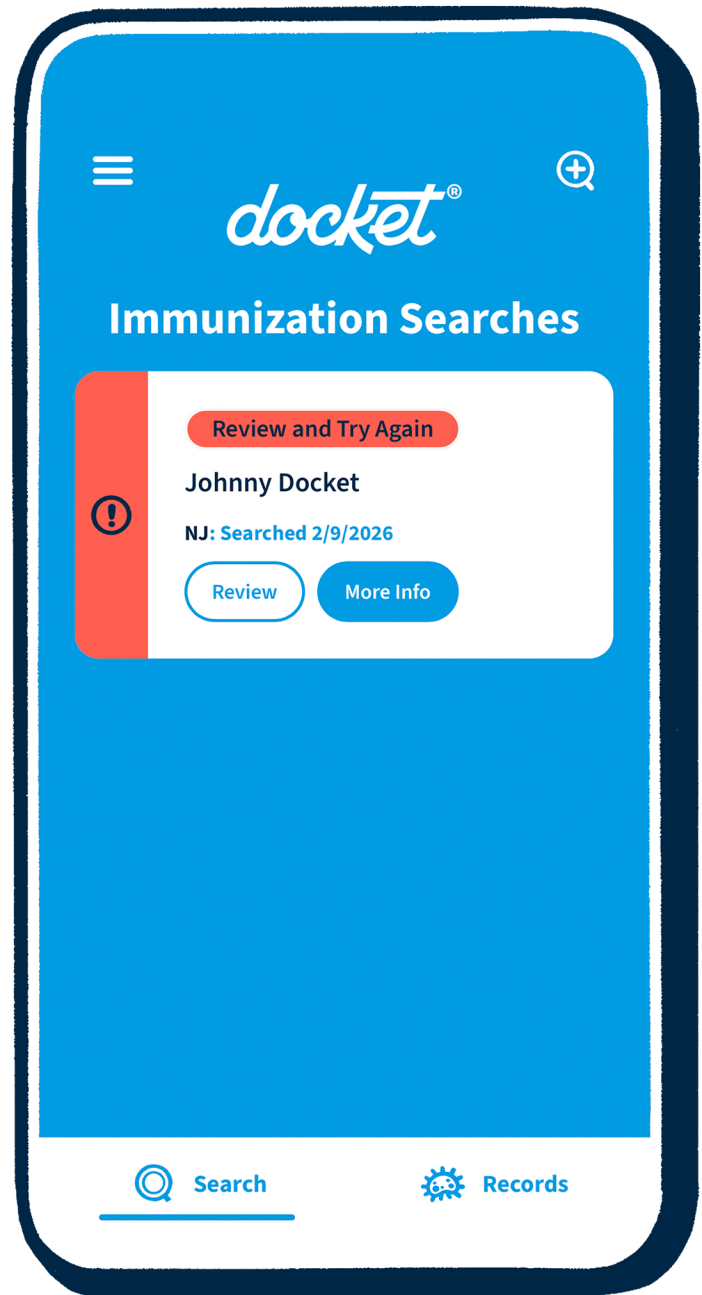 docket®
Immunization Searches
Review and Try Again
Johnny Docket
NJ: Searched 2/9/2026
Review More Info
Search Records